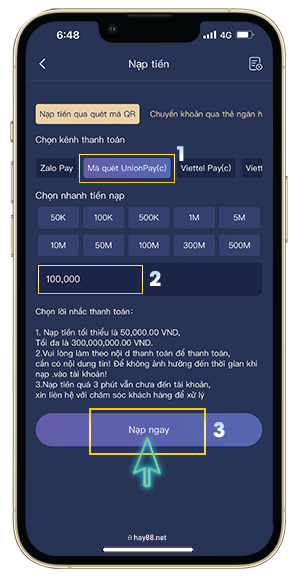 6:48
4G
Nạp tiền
Nạp tiền qua quét mã QR
Chuyển khoản qua thẻ ngân h
Chọn kênh thanh toán
1
Zalo Pay
Mã quét UnionPay(c)
Viettel Pay(c)
Viett
Chọn nhanh tiền nạp
50K 100K 500K 1M 5M
10M 50M 100M 300M 500M
100,000
2
Chọn lời nhắc thanh toán:
1. Nạp tiền tối thiểu là 50,000.00 VND,
Tối đa là 300,000,000.00 VND.
2.Vui lòng làm theo nội d thanh toán để thanh toán,
cần có nội dung tin! Để không ảnh hưởng đến thời gian khi
nạp .vào tài khoản!
3.Nạp tiền quá 3 phút vẫn chưa đến tài khoản,
xin liên hệ với chăm sóc khách hàng để xử lý
Nạp ngay
3
hay88.net